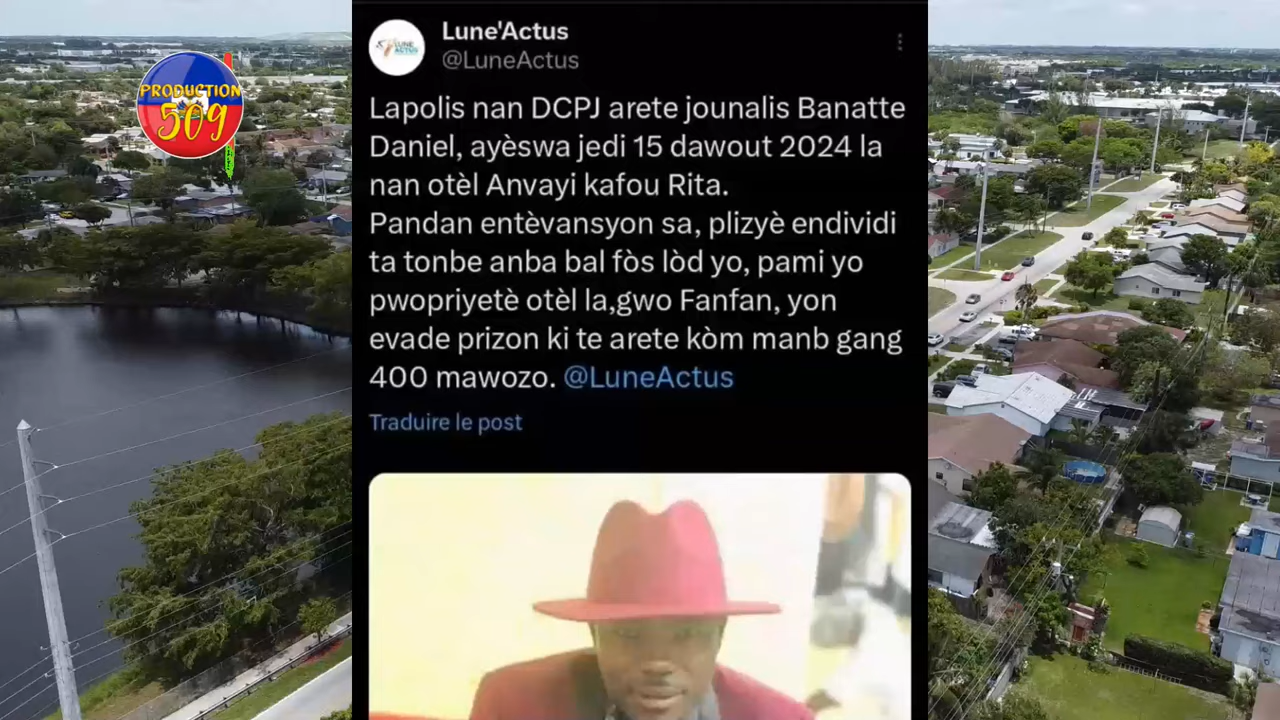 PRODUCTION
509
Lune'Actus
@LuneActus
Lapolis nan DCPJ arete jounalis Banatte
Daniel, ayèswa jedi 15 dawout 2024 la
nan otèl Anvayi kafou Rita.
Pandan entèvansyon sa, plizyè endividi
ta tonbe anba bal fòs lòd yo, pami yo
pwopriyetè otèl la,gwo Fanfan, yon
evade prizon ki te arete kòm manb gang
400 mawozo. @LuneActus
Traduire le post
LUNE
ACTUS